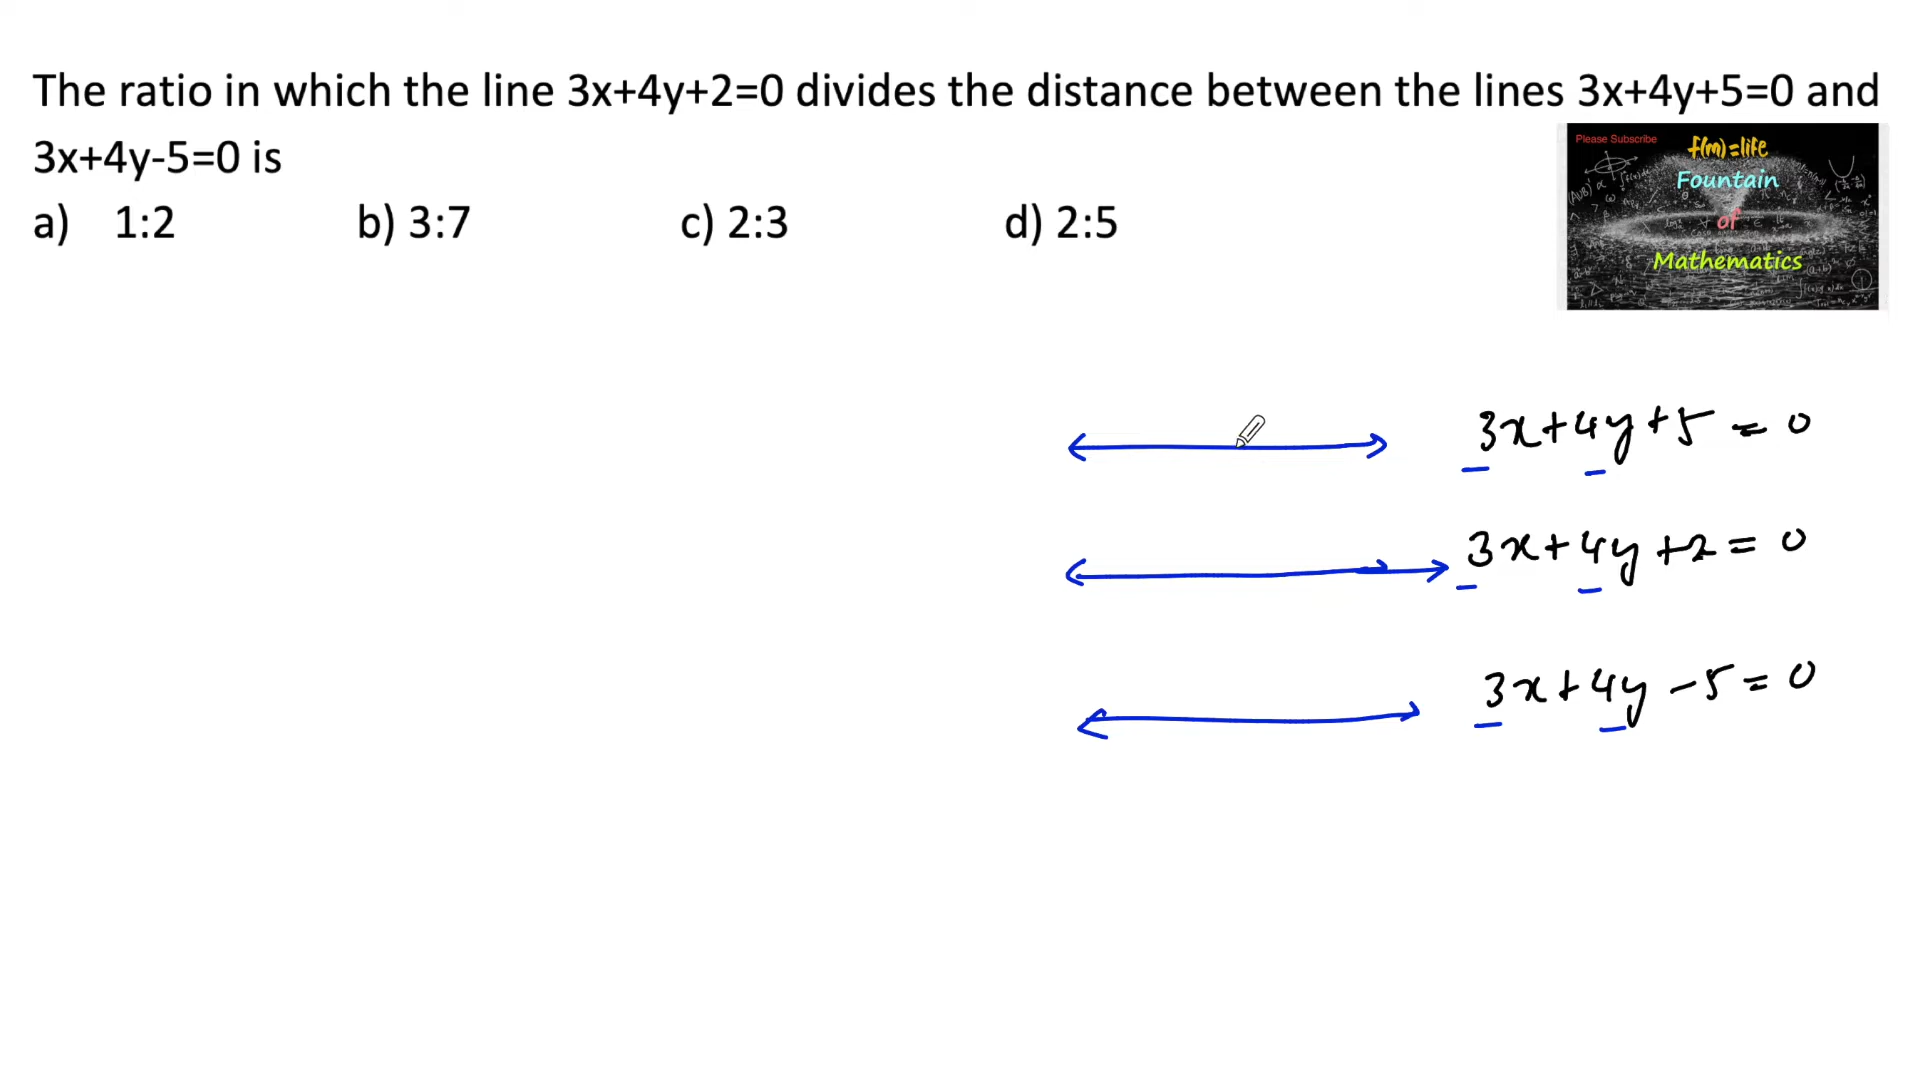 The ratio in which the line 3x+4y+2=0 divides the distance between the lines 3x+4y+5=0 and
3x+4y-5=0 is
a) 1:2 b) 3:7 c) 2:3 d) 2:5
Please Subscribe
f(m)=life
Fountain
of
Mathematics
3x+4y+5=0
3x+4y+2=0
3x+4y-5=0